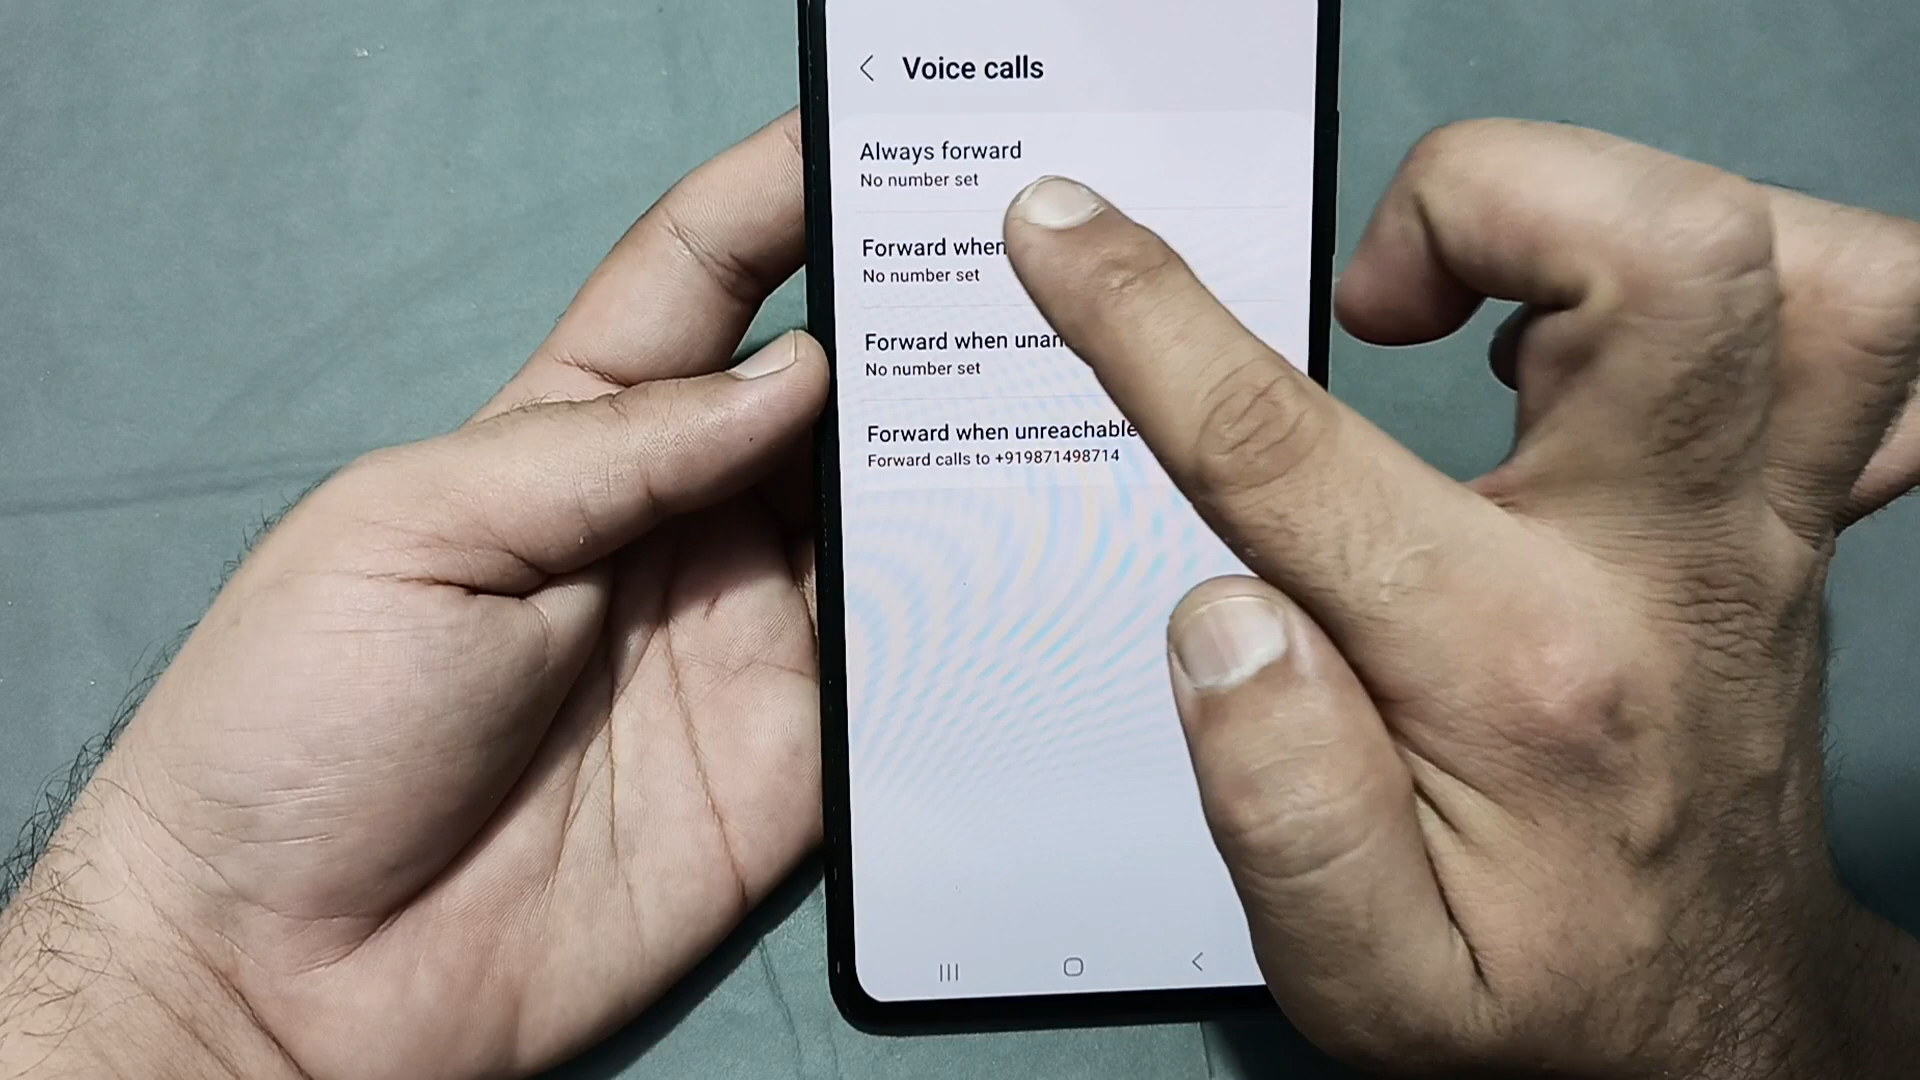 Voice calls
Always forward
No number set
Forward when
No number set
Forward when
No number set
Forward when unreachable
Forward calls to +919871498714